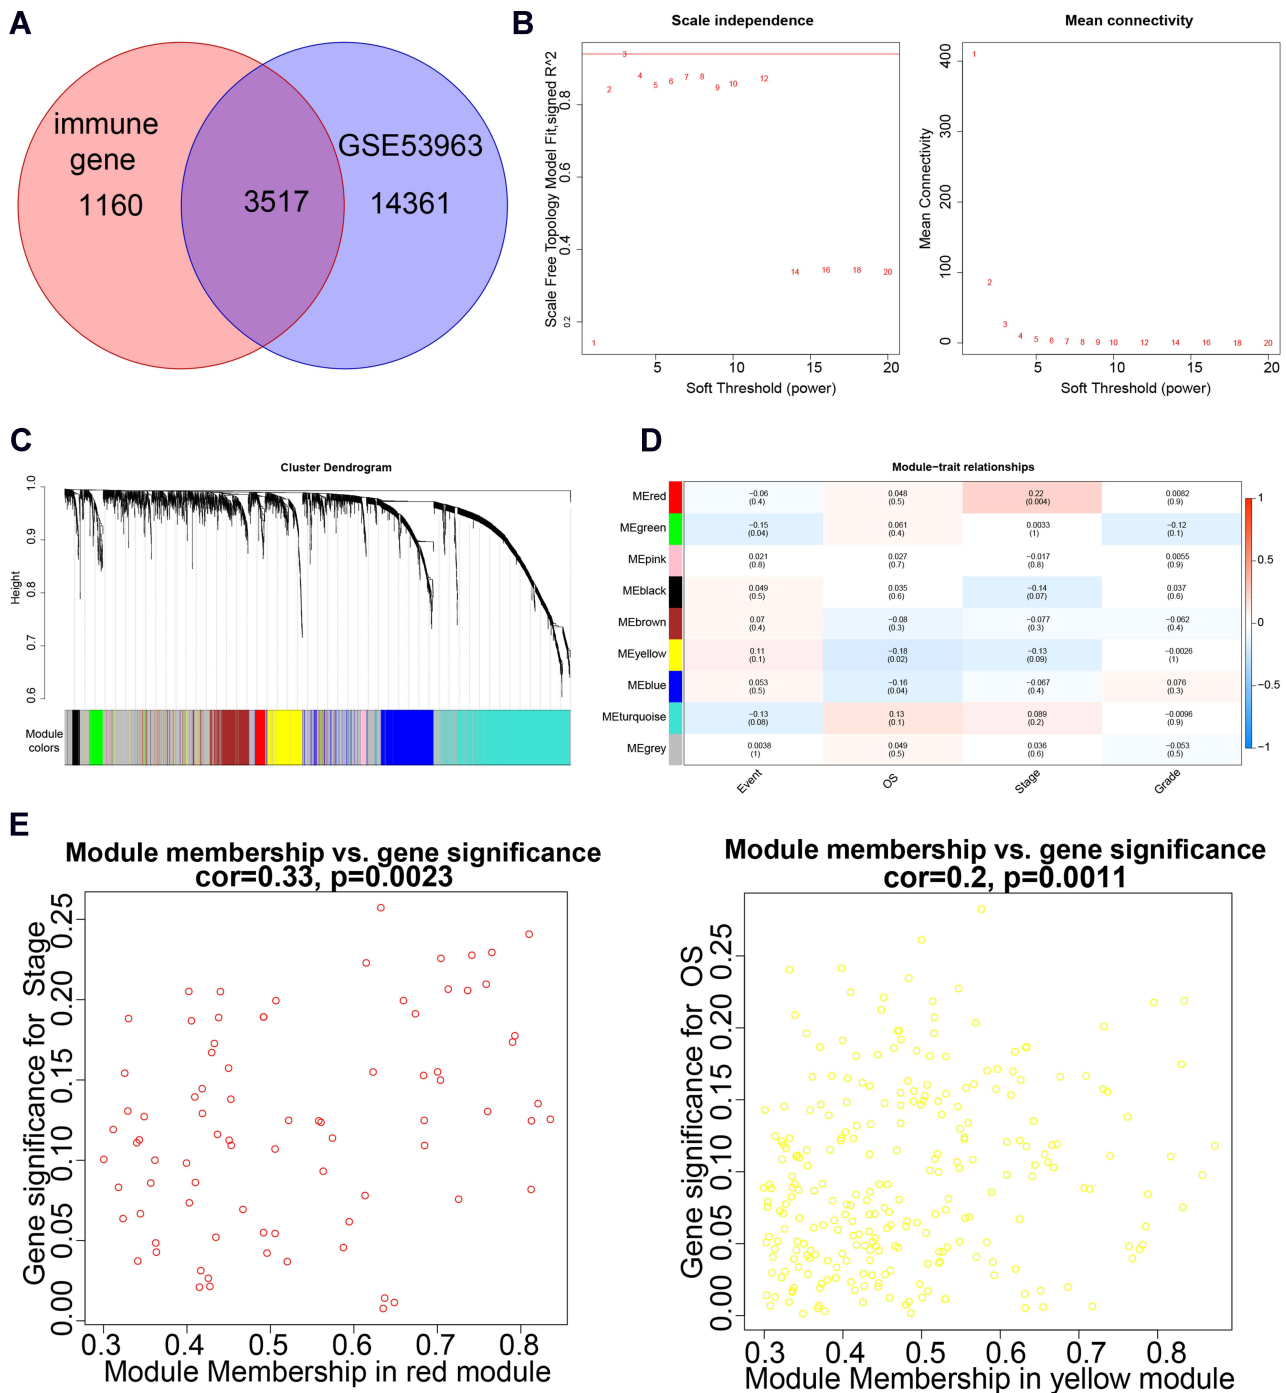 A
immune
gene
1160
3517
GSE53963
14361
B
Scale independence
Scale Free Topology Model Fit,signed R^2
0.2
0.4
0.6
0.8
1
2
3
4
5
6
7
8
9
10
12
14
16
18
20
5
10
15
20
Soft Threshold (power)
Mean connectivity
Mean Connectivity
0
100
200
300
400
1
2
3
4
5
6
7
8
9
10
12
14
16
18
20
5
10
15
20
Soft Threshold (power)
C
Cluster Dendrogram
Height
1.0
0.9
0.8
0.7
0.6
Module
colors
D
Module−trait relationships
MEred
−0.06 0.048 0.22 0.0082
(0.4) (0.5) (0.004) (0.9)
MEgreen
−0.15 0.061 0.0033 −0.12
(0.04) (0.4) (1) (0.1)
MEpink
0.021 0.027 −0.017 0.0055
(0.8) (0.7) (0.8) (0.9)
MEblack
0.049 0.035 −0.14 0.037
(0.5) (0.6) (0.07) (0.6)
MEbrown
0.07 −0.08 −0.077 −0.062
(0.4) (0.3) (0.3) (0.4)
MEyellow
0.11 −0.18 −0.13 −0.0026
(0.1) (0.02) (0.09) (1)
MEblue
0.053 −0.16 −0.067 0.076
(0.5) (0.04) (0.4) (0.3)
MEturquoise
−0.13 0.13 0.089 −0.0096
(0.08) (0.1) (0.2) (0.9)
MEgrey
0.0038 0.049 0.036 −0.053
(1) (0.5) (0.6) (0.5)
Event
OS
Stage
Grade
1
0.5
0
−0.5
−1
E
Module membership vs. gene significance
cor=0.33, p=0.0023
Gene significance for Stage
0.00
0.05
0.10
0.15
0.20
0.25
0.3
0.4
0.5
0.6
0.7
0.8
Module Membership in red module
Module membership vs. gene significance
cor=0.2, p=0.0011
Gene significance for OS
0.00
0.05
0.10
0.15
0.20
0.25
0.3
0.4
0.5
0.6
0.7
0.8
Module Membership in yellow module